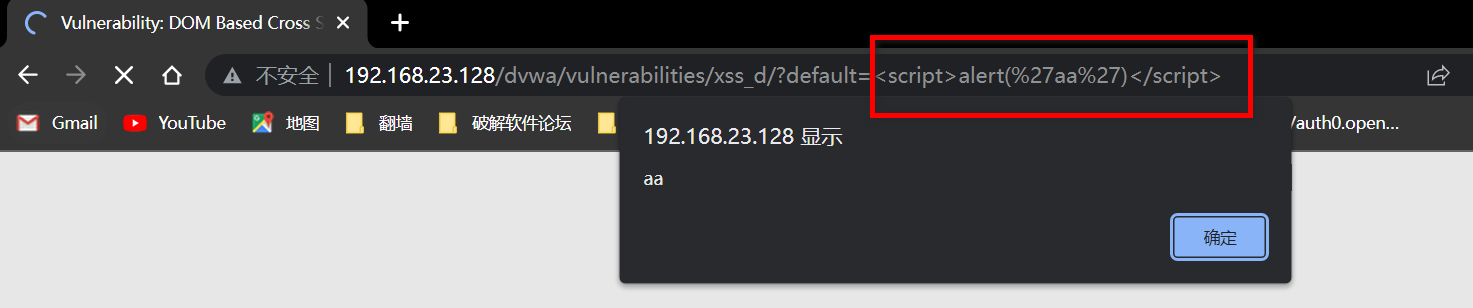 Vulnerability: DOM Based Cross S
不安全 192.168.23.128/dvwa/vulnerabilities/xss_d/?default=<script>alert(%27aa%27)</script>
Gmail YouTube 地图 翻墙 破解软件论坛 /auth0.open...
192.168.23.128 显示
aa
确定